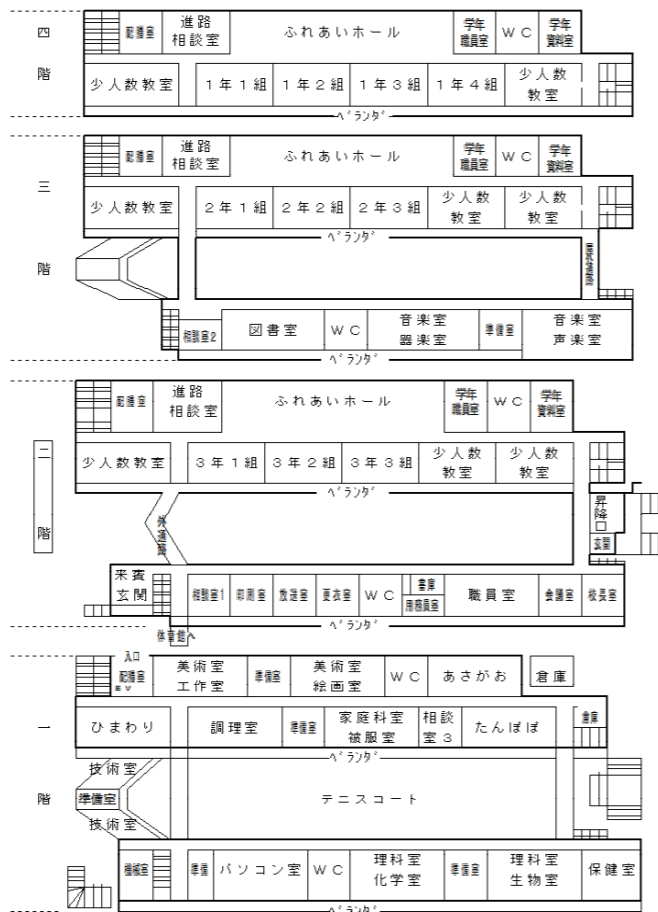 四階
配膳室
進路
相談室
ふれあいホール
学年
職員室
ＷＣ
学年
資料室
少人数教室
１年１組
１年２組
１年３組
１年４組
少人数
教室
ベランダ
三階
配膳室
進路
相談室
ふれあいホール
学年
職員室
ＷＣ
学年
資料室
少人数教室
２年１組
２年２組
２年３組
少人数
教室
少人数
教室
ベランダ
相談室2
図書室
ＷＣ
音楽室
器楽室
準備室
音楽室
声楽室
ベランダ
二階
配膳室
進路
相談室
ふれあいホール
学年
職員室
ＷＣ
学年
資料室
少人数教室
３年１組
３年２組
３年３組
少人数
教室
少人数
教室
ベランダ
外通路
昇降口
玄関
来賓
玄関
相談室1
印刷室
放送室
更衣室
ＷＣ
書庫
用務員室
職員室
会議室
校長室
ベランダ
体育館へ
一階
入口
配膳室
ＥＶ
美術室
工作室
準備室
美術室
絵画室
ＷＣ
あさがお
倉庫
ひまわり
調理室
準備室
家庭科室
被服室
相談
室３
たんぽぽ
倉庫
ベランダ
技術室
準備室
技術室
テニスコート
機械室
準備
パソコン室
ＷＣ
理科室
化学室
準備室
理科室
生物室
保健室
ベランダ